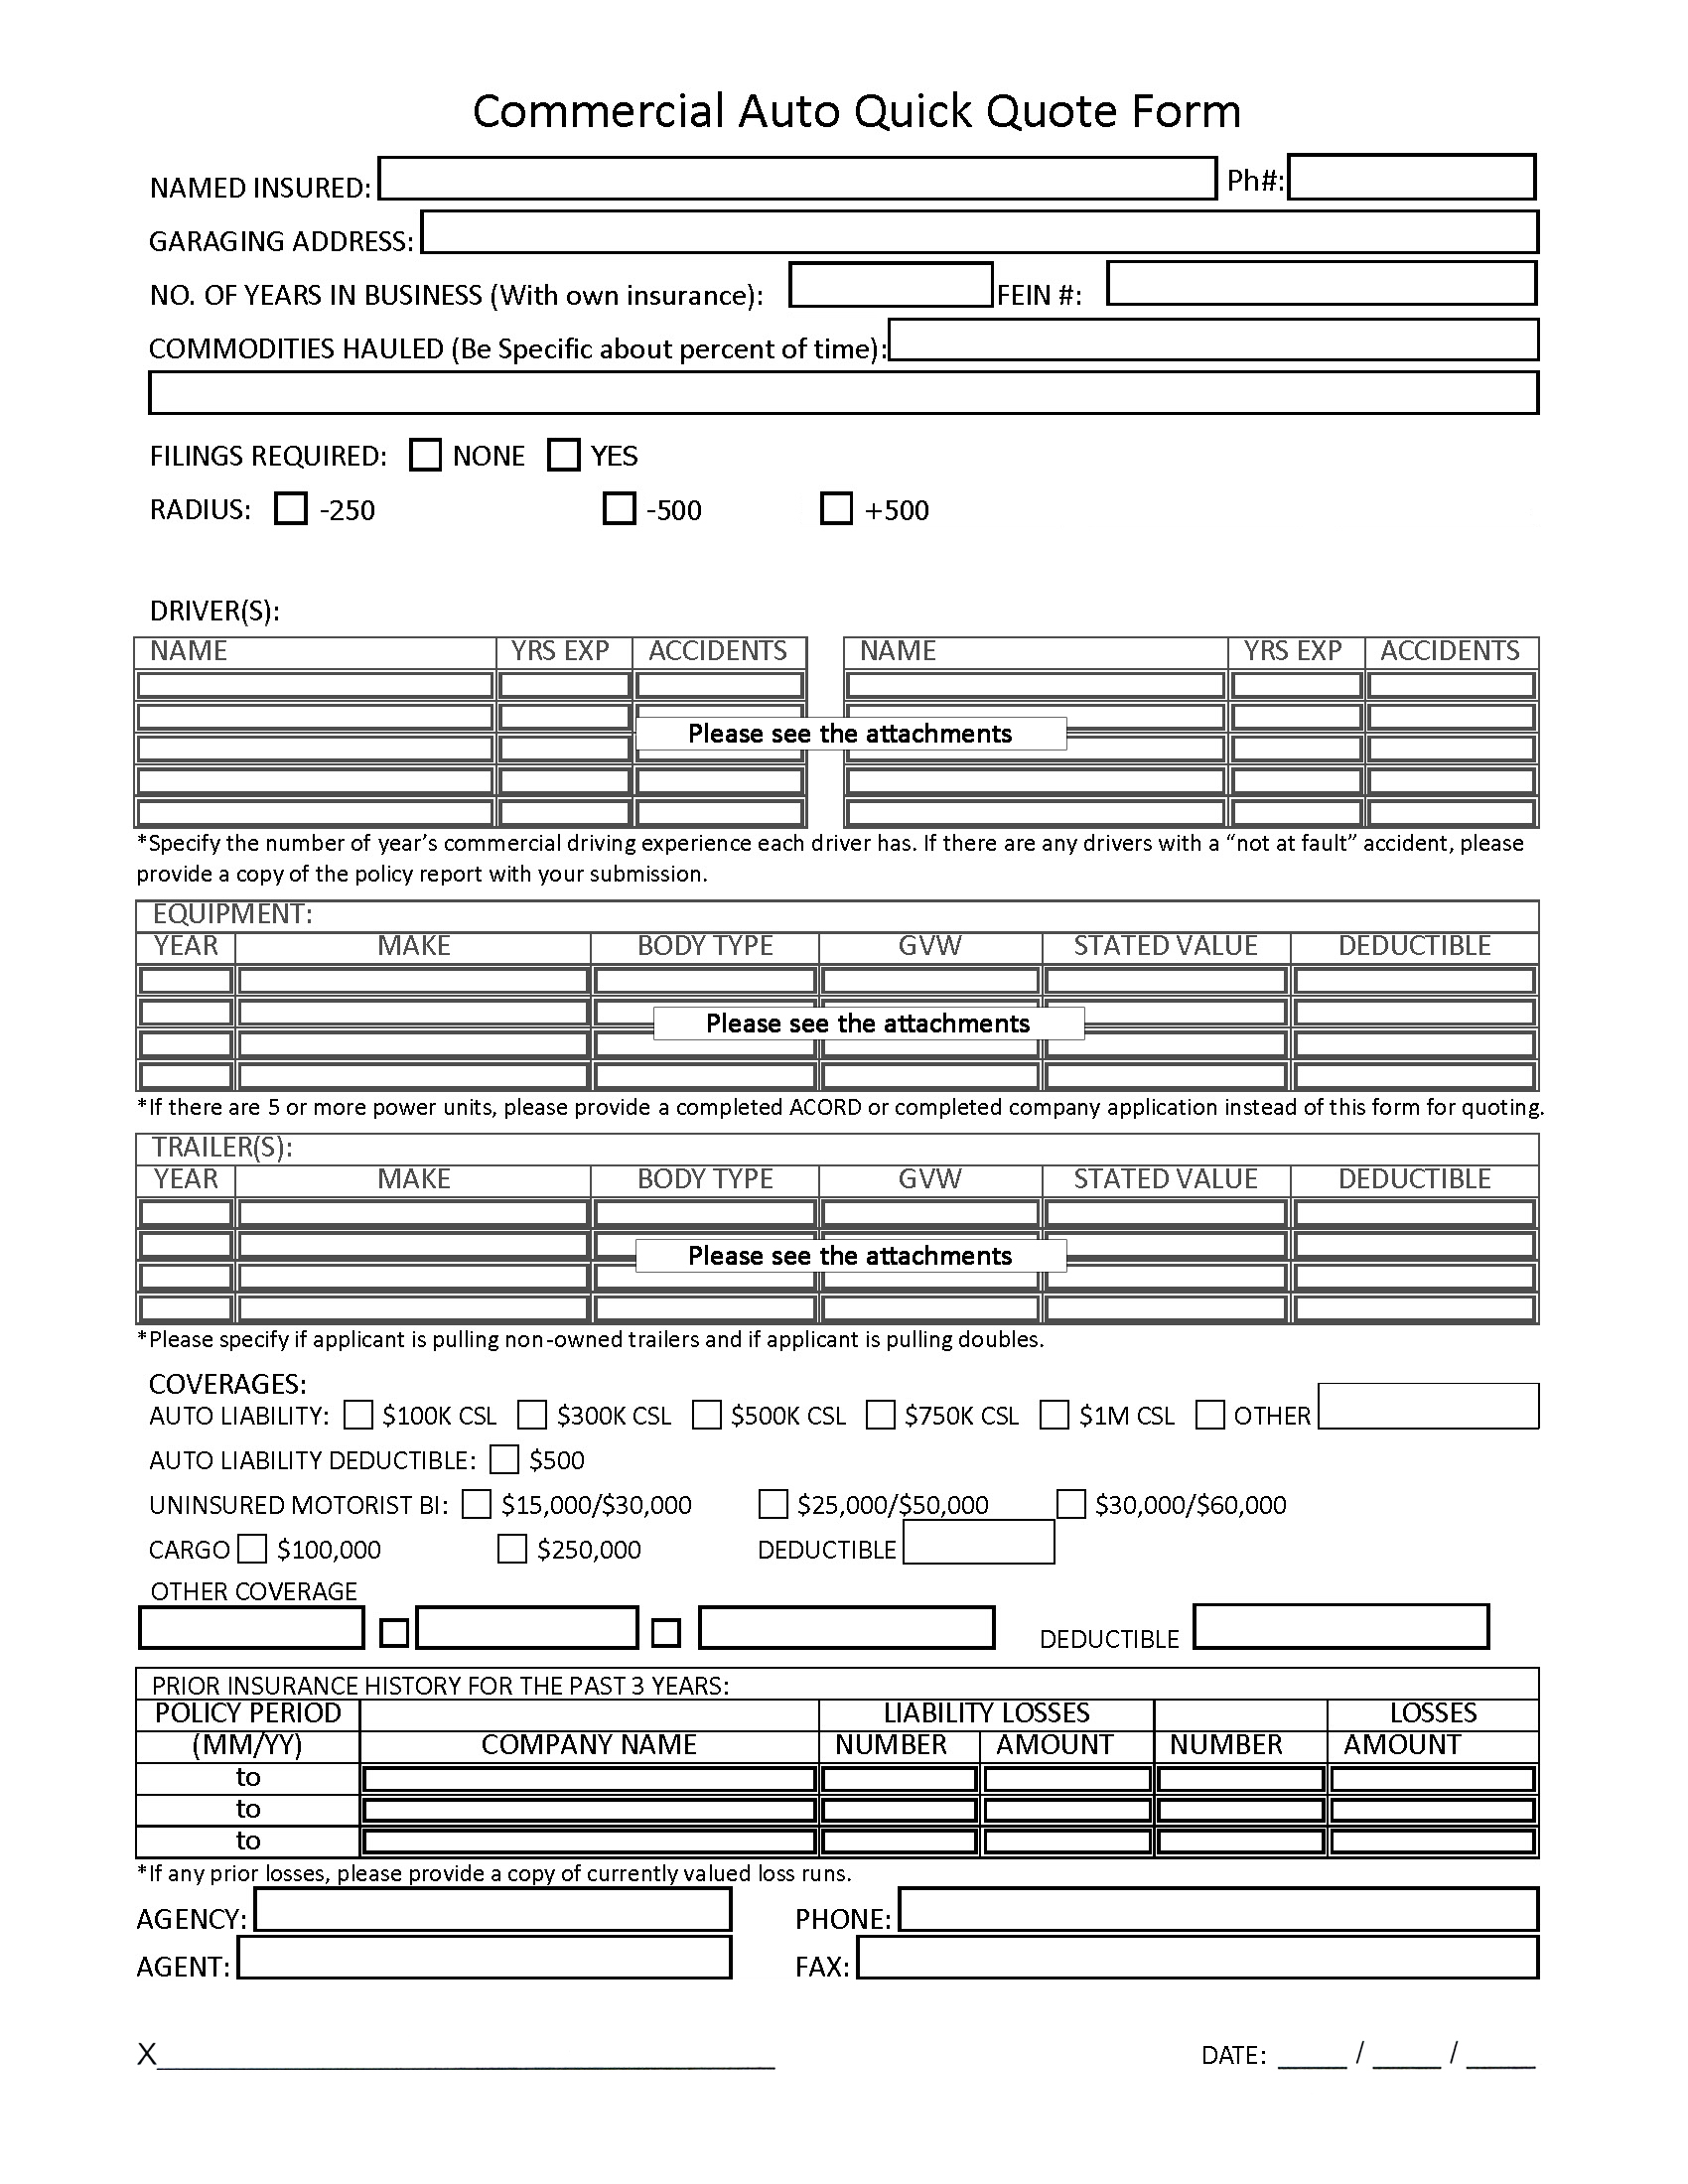 Commercial Auto Quick Quote Form
NAMED INSURED: Ph#:
GARAGING ADDRESS:
NO. OF YEARS IN BUSINESS (With own insurance): FEIN #:
COMMODITIES HAULED (Be Specific about percent of time):
FILINGS REQUIRED: NONE YES
RADIUS: -250 -500 +500
DRIVER(S):
NAME YRS EXP ACCIDENTS NAME YRS EXP ACCIDENTS
Please see the attachments
*Specify the number of year’s commercial driving experience each driver has. If there are any drivers with a “not at fault” accident, please
provide a copy of the policy report with your submission.
EQUIPMENT:
YEAR MAKE BODY TYPE GVW STATED VALUE DEDUCTIBLE
Please see the attachments
*If there are 5 or more power units, please provide a completed ACORD or completed company application instead of this form for quoting.
TRAILER(S):
YEAR MAKE BODY TYPE GVW STATED VALUE DEDUCTIBLE
Please see the attachments
*Please specify if applicant is pulling non-owned trailers and if applicant is pulling doubles.
COVERAGES:
AUTO LIABILITY: $100K CSL $300K CSL $500K CSL $750K CSL $1M CSL OTHER
AUTO LIABILITY DEDUCTIBLE: $500
UNINSURED MOTORIST BI: $15,000/$30,000 $25,000/$50,000 $30,000/$60,000
CARGO $100,000 $250,000 DEDUCTIBLE
OTHER COVERAGE
DEDUCTIBLE
PRIOR INSURANCE HISTORY FOR THE PAST 3 YEARS:
POLICY PERIOD LIABILITY LOSSES LOSSES
(MM/YY) COMPANY NAME NUMBER AMOUNT NUMBER AMOUNT
to
to
to
*If any prior losses, please provide a copy of currently valued loss runs.
AGENCY: PHONE:
AGENT: FAX:
X____________________ DATE: _____ / _____ / _____